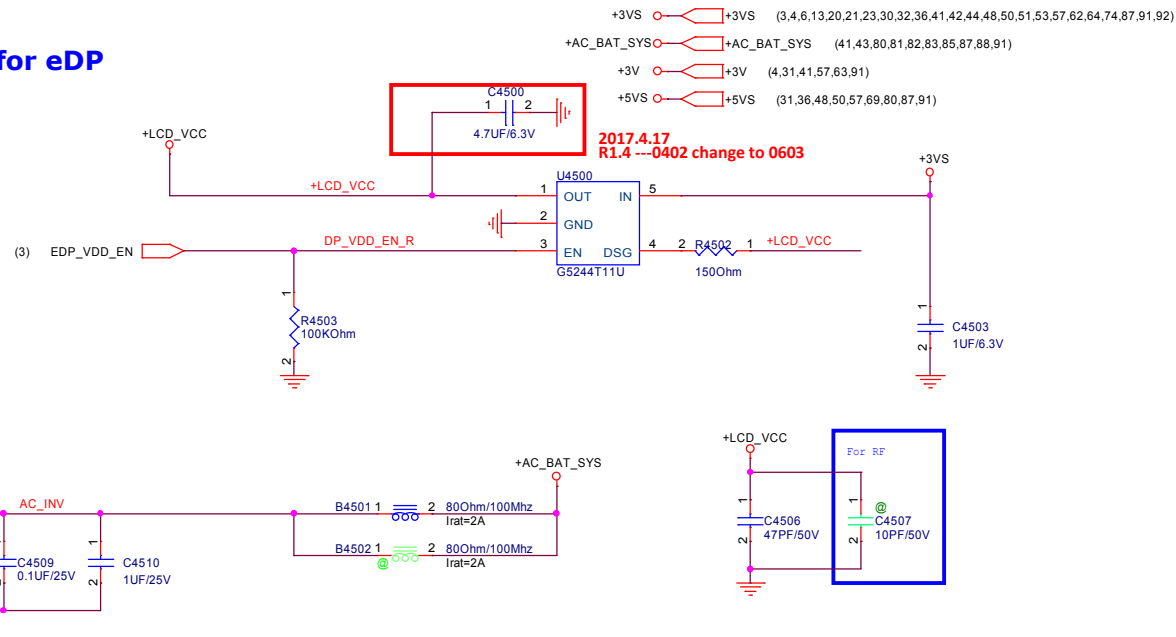 +3VS +3VS (3,4,6,13,20,21,23,30,32,36,41,42,44,48,50,51,53,57,62,64,74,87,91,92)
+AC_BAT_SYS +AC_BAT_SYS (41,43,80,81,82,83,85,87,88,91)
for eDP
+3V +3V (4,31,41,57,63,91)
+5VS +5VS (31,36,48,50,57,69,80,87,91)
C4500
1 2
4.7UF/6.3V
2017.4.17
R1.4 ---0402 change to 0603
+LCD_VCC
+3VS
U4500
+LCD_VCC 1 OUT IN 5
2 GND
(3) EDP_VDD_EN DP_VDD_EN_R 3 EN DSG 4 2 R4502 1 +LCD_VCC
G5244T11U 150Ohm
1
R4503
100KOhm
2
1
C4503
1UF/6.3V
2
+LCD_VCC
For RF
+AC_BAT_SYS
AC_INV
B4501 1 2 80Ohm/100Mhz
Irat=2A
B4502 1 2 80Ohm/100Mhz
@ Irat=2A
1
C4509
0.1UF/25V
1
C4510
1UF/25V
2
1
C4506
47PF/50V
2
1
@
C4507
10PF/50V
2